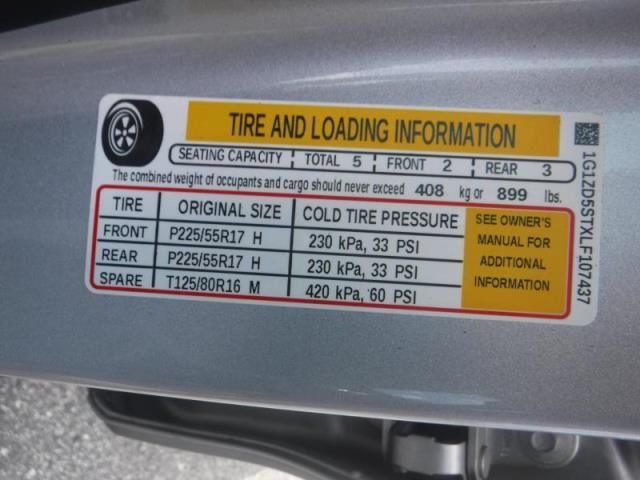 TIRE AND LOADING INFORMATION
SEATING CAPACITY TOTAL 5 FRONT 2 REAR 3
The combined weight of occupants and cargo should never exceed 408 kg or 899 lbs.
TIRE ORIGINAL SIZE COLD TIRE PRESSURE
FRONT P225/55R17 H 230 kPa, 33 PSI
REAR P225/55R17 H 230 kPa, 33 PSI
SPARE T125/80R16 M 420 kPa, 60 PSI
SEE OWNER'S
MANUAL FOR
ADDITIONAL
INFORMATION
1G1ZD5STXLF107437